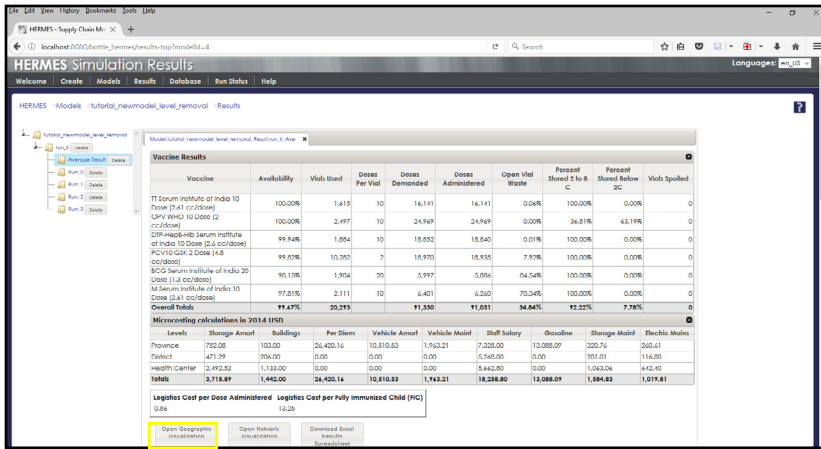 File Edit View History Bookmarks Tools Help
HERMES - Supply Chain Mo
localhost:8080/bottle_hermes/results-top?modelId=4
Search
HERMES Simulation Results
Languages: en_US
Welcome Create Models Results Database Run Status Help
HERMES Models tutorial_newmodel_level_removal Results
?
tutorial_newmodel_level_removal
Delete
Average Result Delete
Run: 0 Delete
Run: 1 Delete
Run: 2 Delete
Run: 3 Delete
Model:tutorial_newmodel_level_removal, Result:run_lr, Ave
Vaccine Results
Vaccine Availability Vials Used Doses Per Vial Doses Demanded Doses Administered Open Vial Waste Percent Stored 2 to 8 C Percent Stored Below 2C Vials Spoiled
TT Serum Institute of India 10 Dose (2.61 cc/dose) 100.00% 1,615 10 16,141 16,141 0.06% 100.00% 0.00% 0
OPV WHO 10 Dose (2 cc/dose) 100.00% 2,497 10 24,969 24,969 0.00% 36.81% 63.19% 0
DTP-HepB-Hib Serum Institute of India 10 Dose (2.6 cc/dose) 99.94% 1,884 10 18,852 18,840 0.01% 100.00% 0.00% 0
PCV10 GSK 2 Dose (4.8 cc/dose) 99.82% 10,282 2 18,970 18,935 7.92% 100.00% 0.00% 0
BCG Serum Institute of India 20 Dose (1.3 cc/dose) 98.15% 1,904 20 5,997 5,886 84.54% 100.00% 0.00% 0
M Serum Institute of India 10 Dose (2.61 cc/dose) 97.81% 2,111 10 6,401 6,260 70.34% 100.00% 0.00% 0
Overall Totals 99.67% 20,293 91,330 91,031 34.84% 92.22% 7.78% 0
Microcosting calculations in 2014 USD
Levels Storage Amort Buildings Per Diem Vehicle Amort Vehicle Maint Staff Salary Gasoline Storage Maint Electric Mains
Province 752.08 103.00 26,420.16 10,510.53 1,963.21 7,328.00 13,088.09 320.76 260.61
District 471.29 206.00 0.00 0.00 0.00 5,268.00 0.00 201.01 116.80
Health Center 2,492.52 1,133.00 0.00 0.00 0.00 5,662.80 0.00 1,063.06 642.40
Totals 3,715.89 1,442.00 26,420.16 10,510.53 1,963.21 18,258.80 13,088.09 1,584.83 1,019.81
Logistics Cost per Dose Administered Logistics Cost per Fully Immunized Child (FIC)
0.86 13.25
Open Geographic Visualization
Open Network Visualization
Download Excel Results Spreadsheet